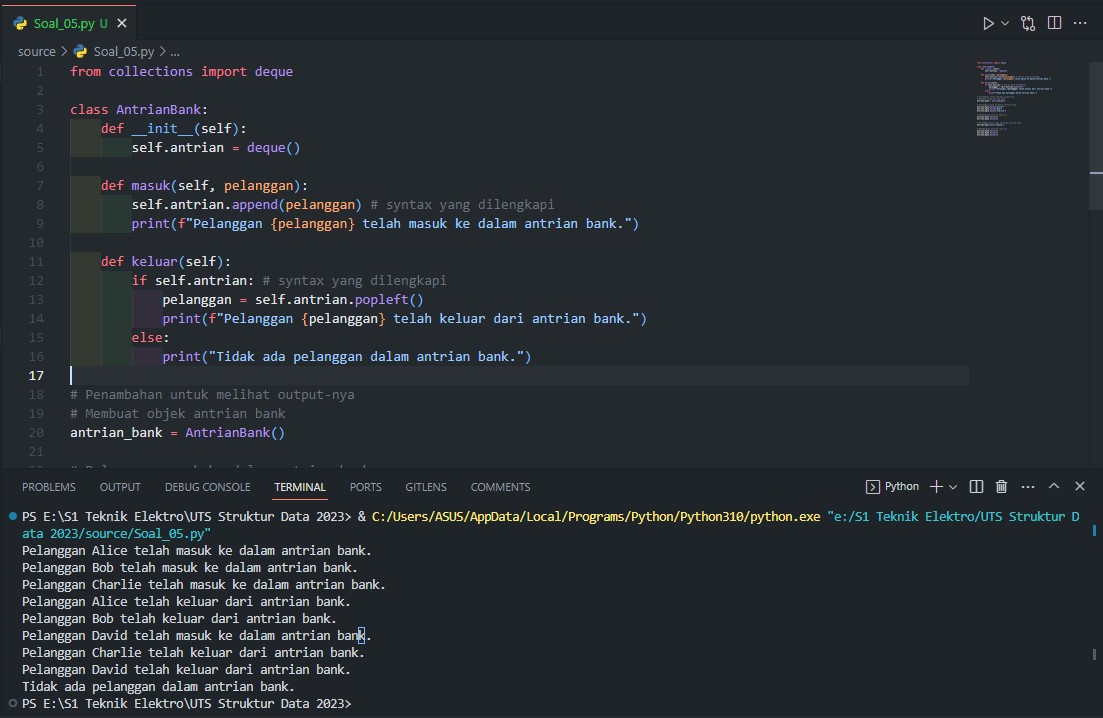 Soal_05.py U
source > Soal_05.py > ...
1 from collections import deque
2
3 class AntrianBank:
4 def __init__(self):
5 self.antrian = deque()
6
7 def masuk(self, pelanggan):
8 self.antrian.append(pelanggan) # syntax yang dilengkapi
9 print(f"Pelanggan {pelanggan} telah masuk ke dalam antrian bank.")
10
11 def keluar(self):
12 if self.antrian: # syntax yang dilengkapi
13 pelanggan = self.antrian.popleft()
14 print(f"Pelanggan {pelanggan} telah keluar dari antrian bank.")
15 else:
16 print("Tidak ada pelanggan dalam antrian bank.")
17
18 # Penambahan untuk melihat output-nya
19 # Membuat objek antrian bank
20 antrian_bank = AntrianBank()
21
PROBLEMS OUTPUT DEBUG CONSOLE TERMINAL PORTS GITLENS COMMENTS Python
PS E:\S1 Teknik Elektro\UTS Struktur Data 2023> & C:/Users/ASUS/AppData/Local/Programs/Python/Python310/python.exe "e:/S1 Teknik Elektro/UTS Struktur D
ata 2023/source/Soal_05.py"
Pelanggan Alice telah masuk ke dalam antrian bank.
Pelanggan Bob telah masuk ke dalam antrian bank.
Pelanggan Charlie telah masuk ke dalam antrian bank.
Pelanggan Alice telah keluar dari antrian bank.
Pelanggan Bob telah keluar dari antrian bank.
Pelanggan David telah masuk ke dalam antrian bank.
Pelanggan Charlie telah keluar dari antrian bank.
Pelanggan David telah keluar dari antrian bank.
Tidak ada pelanggan dalam antrian bank.
PS E:\S1 Teknik Elektro\UTS Struktur Data 2023>